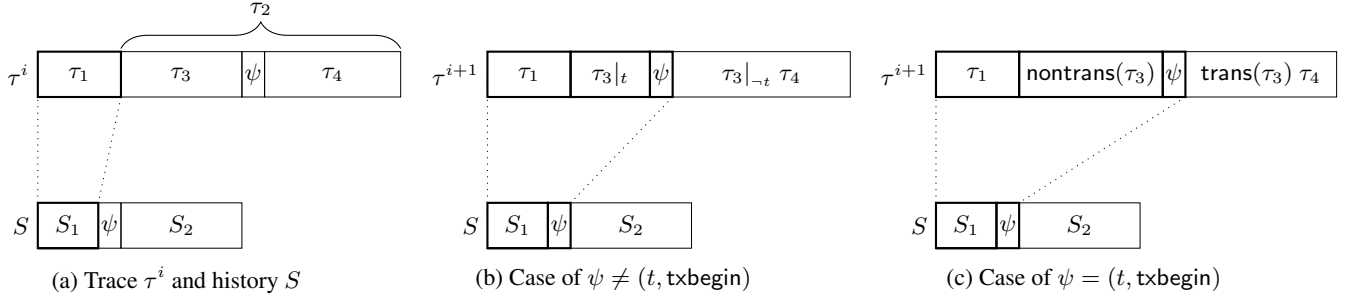 τ2
τ^i τ1 τ3 ψ τ4
S S1 ψ S2
(a) Trace τ^i and history S
τ^{i+1} τ1 τ3|t ψ τ3|¬t τ4
S S1 ψ S2
(b) Case of ψ ≠ (t, txbegin)
τ^{i+1} τ1 nontrans(τ3) ψ trans(τ3) τ4
S S1 ψ S2
(c) Case of ψ = (t, txbegin)